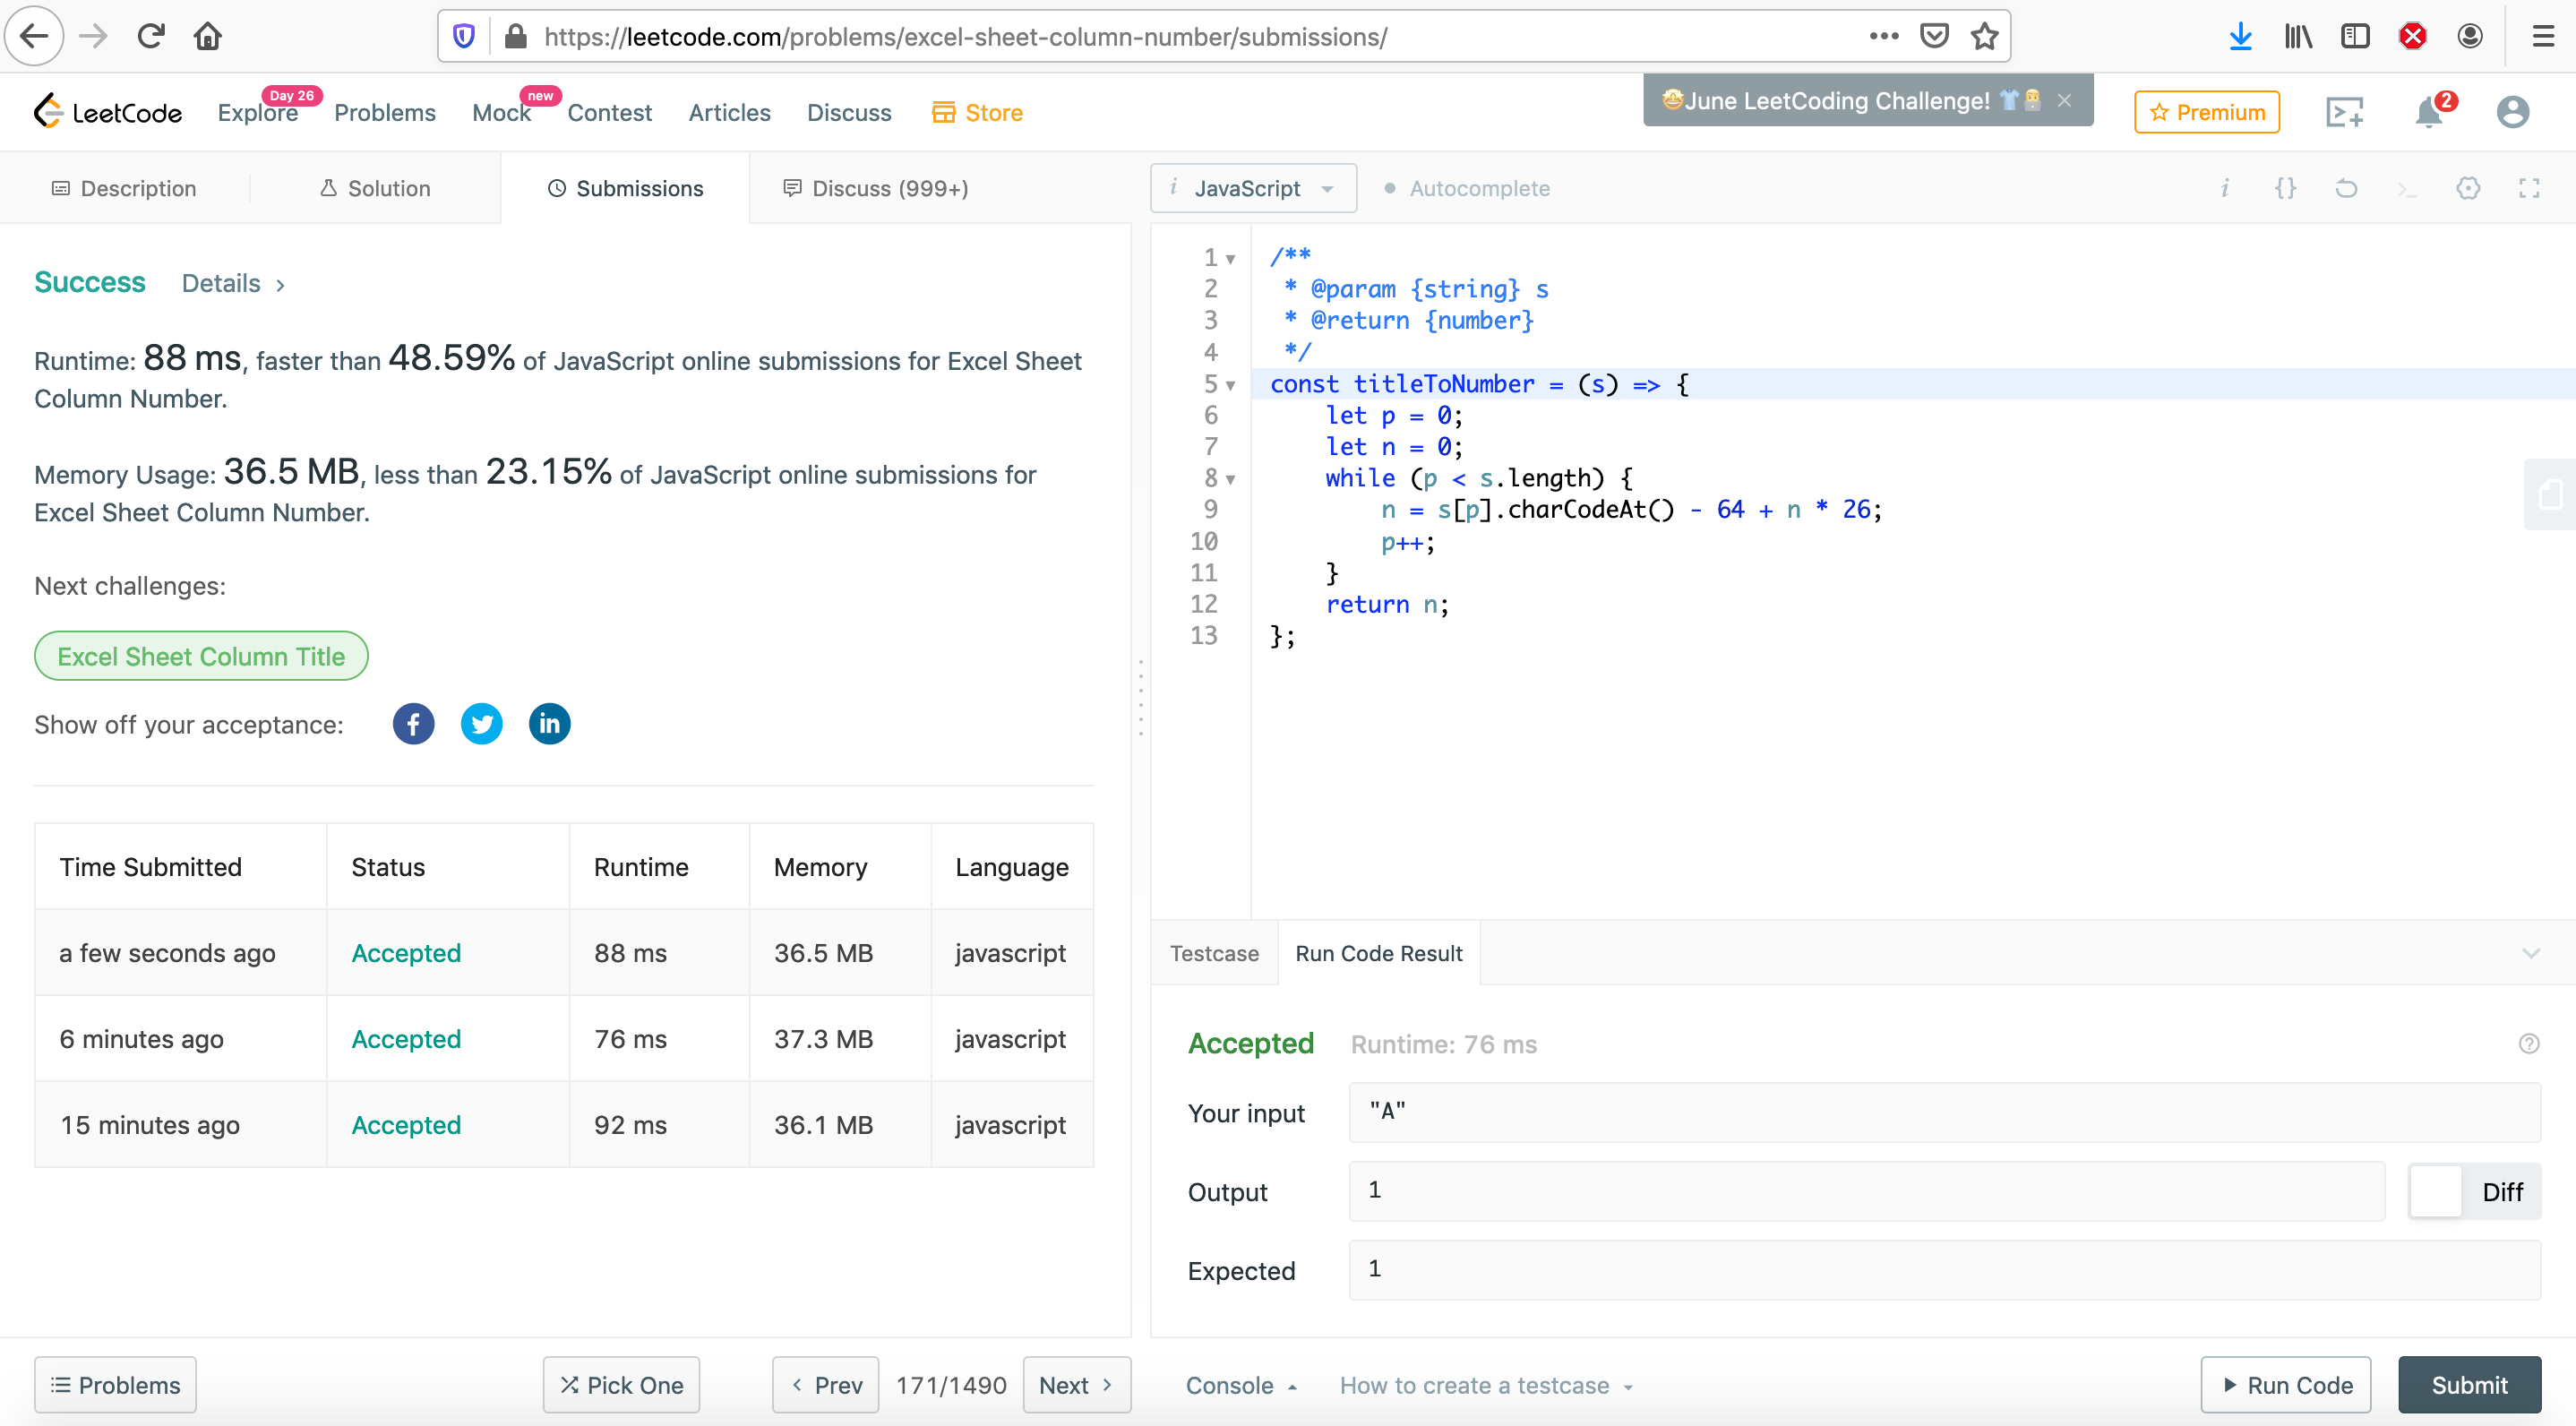 https://leetcode.com/problems/excel-sheet-column-number/submissions/
LeetCode
Explore
Day 26
Problems
Mock
new
Contest
Articles
Discuss
Store
June LeetCoding Challenge!
Premium
2
Description
Solution
Submissions
Discuss (999+)
Success Details
Runtime: 88 ms, faster than 48.59% of JavaScript online submissions for Excel Sheet
Column Number.
Memory Usage: 36.5 MB, less than 23.15% of JavaScript online submissions for
Excel Sheet Column Number.
Next challenges:
Excel Sheet Column Title
Show off your acceptance:
Time Submitted Status Runtime Memory Language
a few seconds ago Accepted 88 ms 36.5 MB javascript
6 minutes ago Accepted 76 ms 37.3 MB javascript
15 minutes ago Accepted 92 ms 36.1 MB javascript
Problems
Pick One
Prev
171/1490
Next
i JavaScript
Autocomplete
i {}
1 /**
2 * @param {string} s
3 * @return {number}
4 */
5 const titleToNumber = (s) => {
6 let p = 0;
7 let n = 0;
8 while (p < s.length) {
9 n = s[p].charCodeAt() - 64 + n * 26;
10 p++;
11 }
12 return n;
13 };
Testcase
Run Code Result
Accepted Runtime: 76 ms
Your input "A"
Output 1
Diff
Expected 1
Console
How to create a testcase
Run Code
Submit